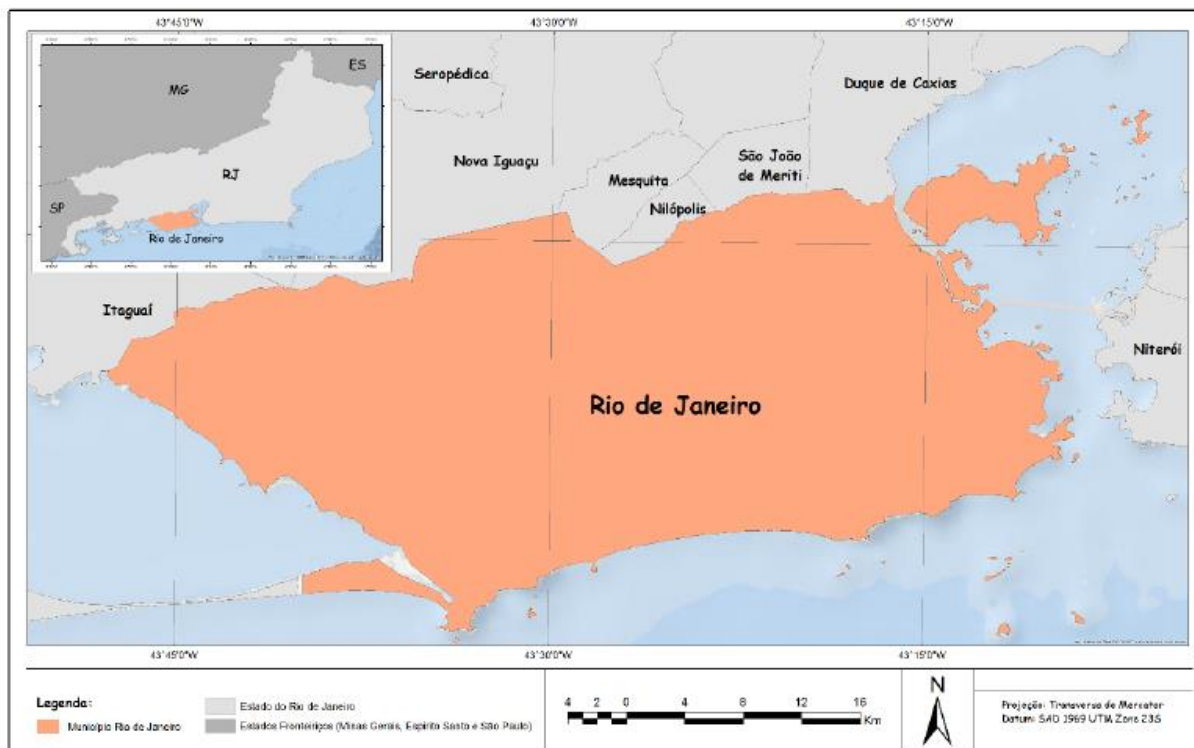 43°45'0"W 43°30'0"W 43°15'0"W
MG
ES
RJ
SP
Rio de Janeiro
Seropédica
Duque de Caxias
Nova Iguaçu
Mesquita
São João
de Meriti
Nilópolis
Itaguaí
Niterói
Rio de Janeiro
43°45'0"W 43°30'0"W 43°15'0"W
Legenda:
Município Rio de Janeiro
Estado do Rio de Janeiro
Estados Fronteiriços (Minas Gerais, Espírito Santo e São Paulo)
4 2 0 4 8 12 16
Km
N
Projeção: Transversa de Mercator
Datum: SAD 1969 UTM Zone 23S